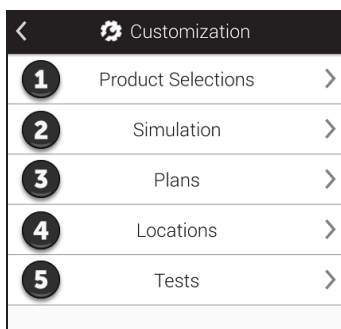 Customization
1 Product Selections
2 Simulation
3 Plans
4 Locations
5 Tests